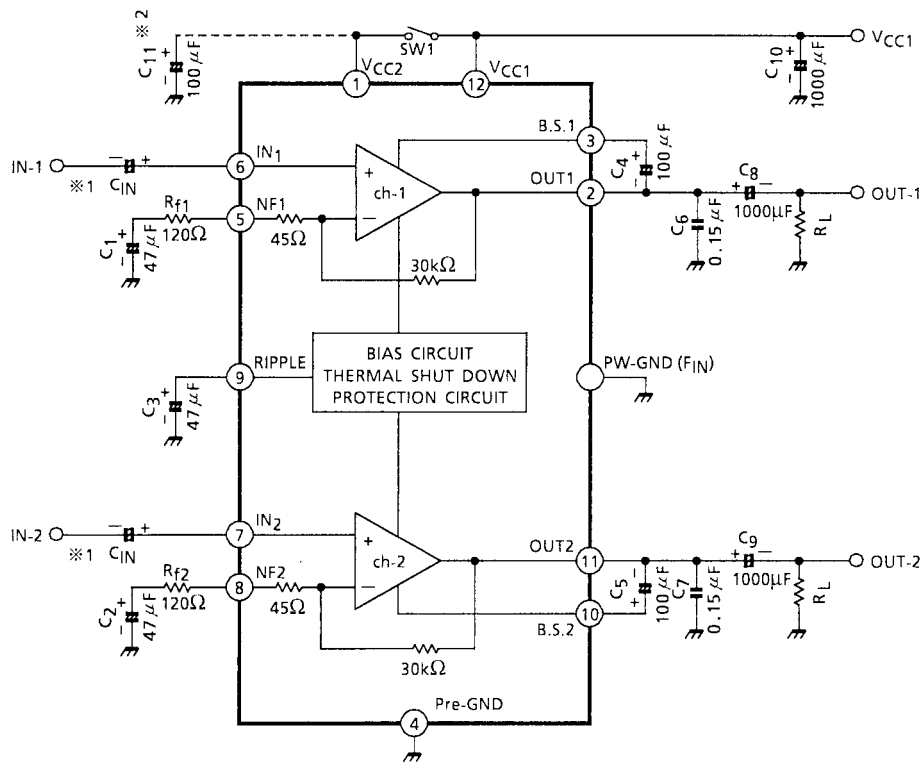 ※2
C11 + - 100μF
SW1
VCC1
C10 + - 1000μF
1 VCC2
12 VCC1
B.S.1
3
C4 - 100μF
IN-1
※1
- +
CIN
6 IN1
+
ch-1
-
OUT1
2
C8
+ -
1000μF
OUT-1
Rf1
120Ω
5 NF1
45Ω
30kΩ
C1 + - 47μF
C6 0.15μF
RL
9 RIPPLE
BIAS CIRCUIT
THERMAL SHUT DOWN
PROTECTION CIRCUIT
PW-GND (FIN)
C3 - 47μF
IN-2
※1
- +
CIN
7 IN2
+
ch-2
-
OUT2
11
C9
+ -
1000μF
OUT-2
Rf2
120Ω
8 NF2
45Ω
30kΩ
C2 + - 47μF
C5 + - 100μF
C7 0.15μF
RL
10
B.S.2
Pre-GND
4